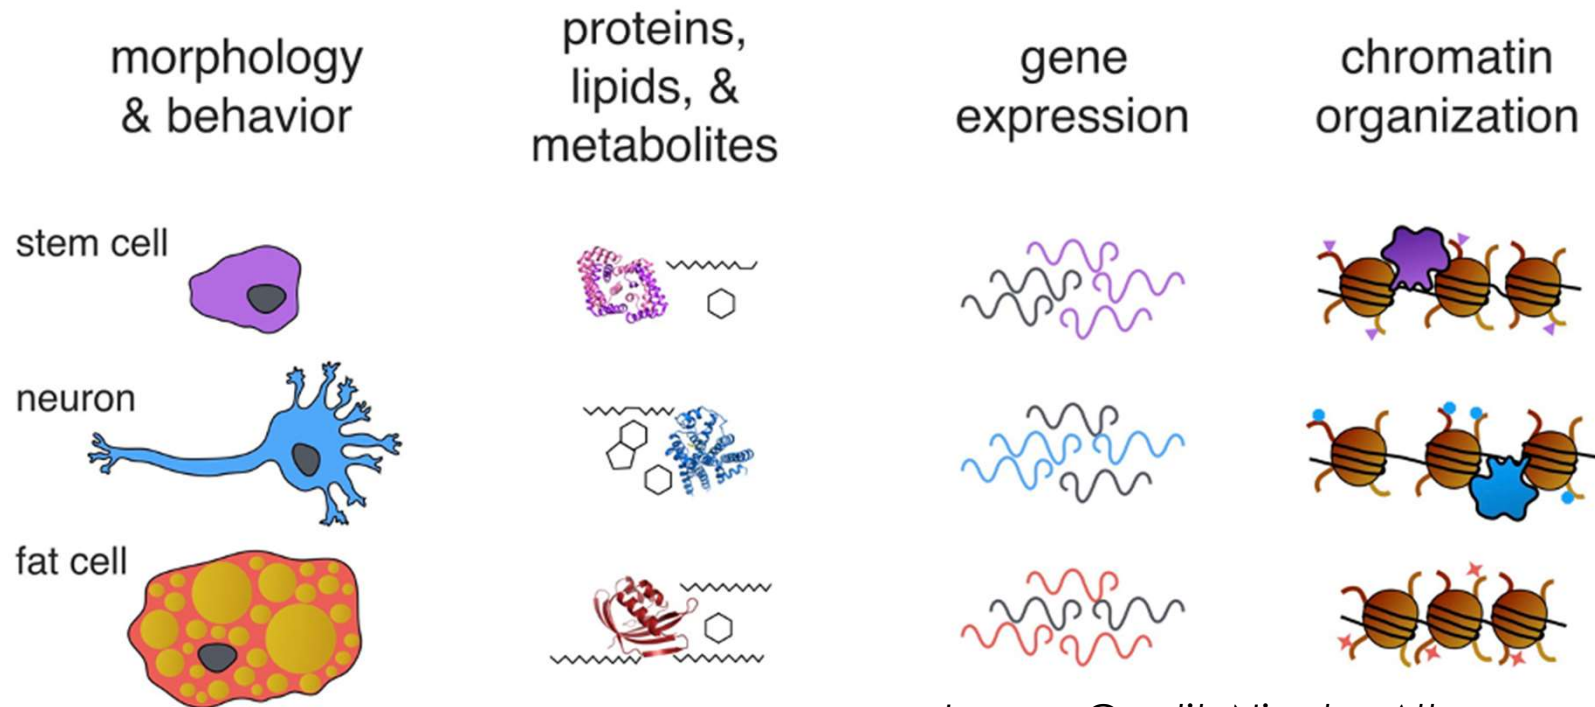 morphology
& behavior
proteins,
lipids, &
metabolites
gene
expression
chromatin
organization
stem cell
neuron
fat cell